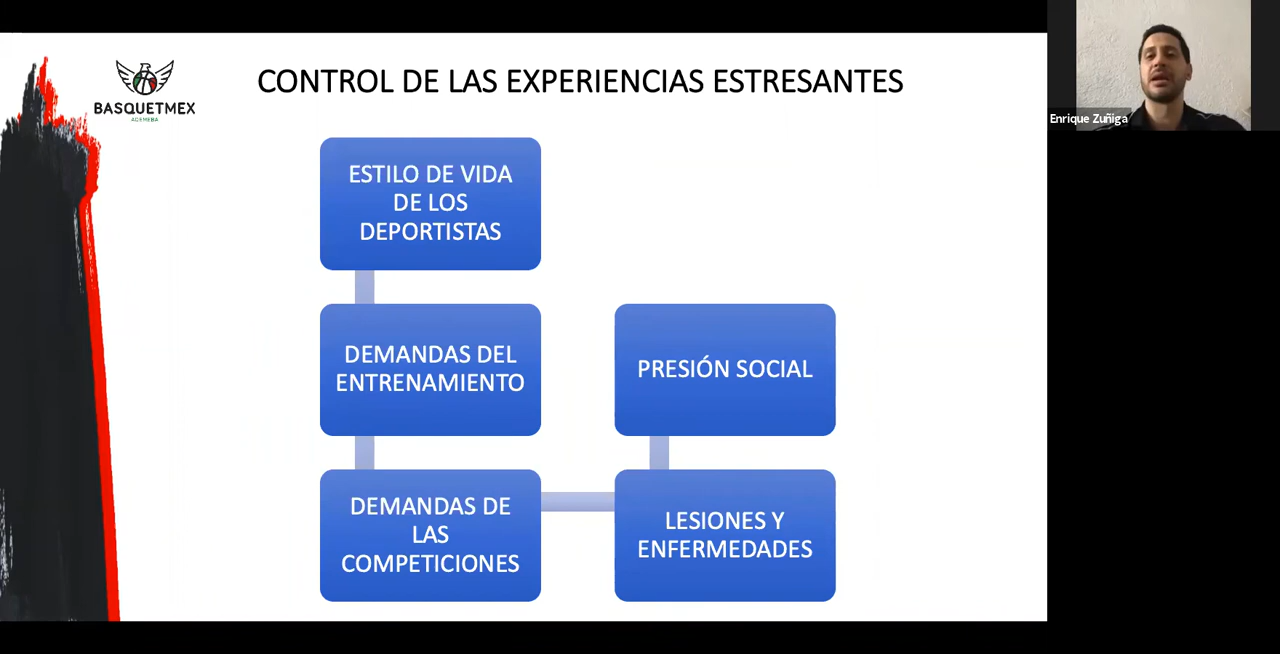 CONTROL DE LAS EXPERIENCIAS ESTRESANTES
BASQUETMEX
ADEMEBA
ESTILO DE VIDA
DE LOS
DEPORTISTAS
DEMANDAS DEL
ENTRENAMIENTO
DEMANDAS DE
LAS
COMPETICIONES
LESIONES Y
ENFERMEDADES
PRESIÓN SOCIAL
Enrique Zuñiga